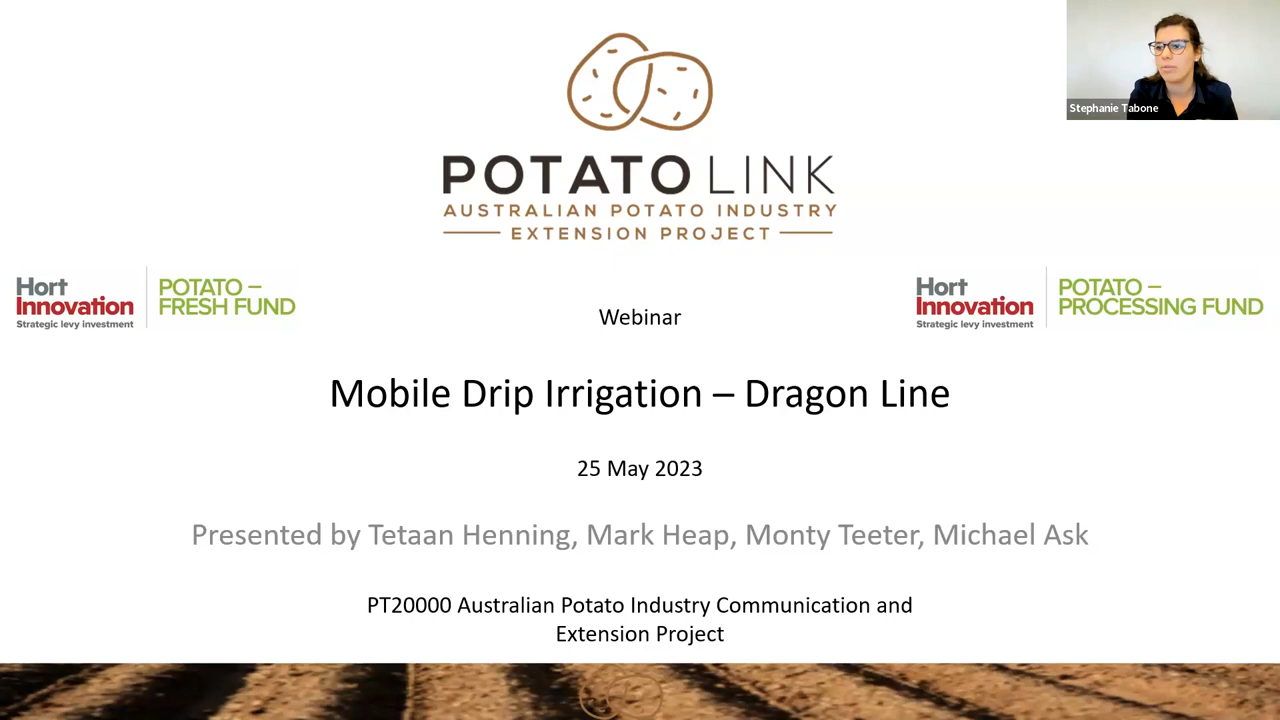 Stephanie Tabone
POTATO LINK
AUSTRALIAN POTATO INDUSTRY
EXTENSION PROJECT
Hort
Innovation
Strategic levy investment
POTATO –
FRESH FUND
Hort
Innovation
Strategic levy investment
POTATO –
PROCESSING FUND
Webinar
Mobile Drip Irrigation – Dragon Line
25 May 2023
Presented by Tetaan Henning, Mark Heap, Monty Teeter, Michael Ask
PT20000 Australian Potato Industry Communication and
Extension Project